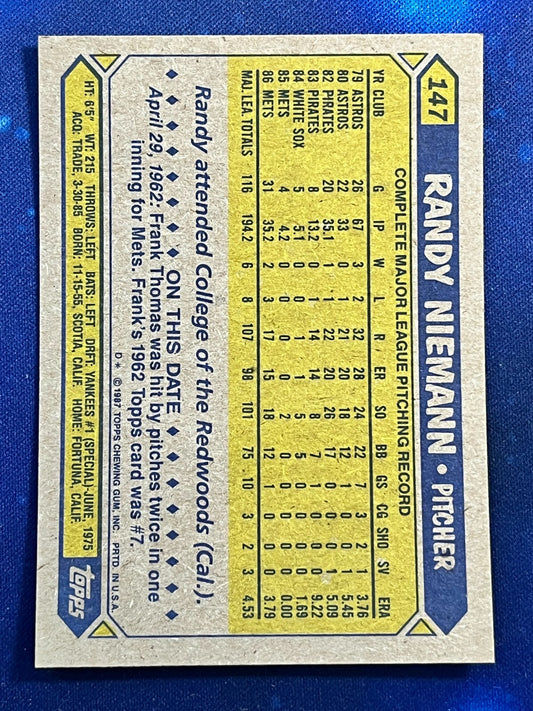 147 RANDY NIEMANN • PITCHER
COMPLETE MAJOR LEAGUE PITCHING RECORD
YR CLUB G IP W L R ER SO BB GS CG SHO SV ERA
79 ASTROS 26 67 3 2 32 28 24 22 7 3 2 1 3.76
80 ASTROS 22 33 0 1 21 20 18 12 1 0 0 1 5.45
82 PIRATES 20 35.1 1 1 22 20 26 17 0 0 0 1 5.09
83 PIRATES 8 13.2 0 1 14 14 8 7 1 0 0 0 9.22
84 WHITE SOX 5 5.1 0 0 1 1 5 5 0 0 0 0 1.69
85 METS 4 4.2 0 0 0 0 2 0 0 0 0 0 0.00
86 METS 31 35.2 2 3 17 15 18 12 1 0 0 0 3.79
MAJ. LEA. TOTALS 116 194.2 6 8 107 98 101 75 10 3 2 3 4.53
Randy attended College of the Redwoods (Cal.).
♦ ♦ ♦ ♦ ♦ ON THIS DATE ♦ ♦ ♦ ♦ ♦
April 29, 1962: Frank Thomas was hit by pitches twice in one
inning for Mets. Frank's 1962 Topps card was #7.
D* © 1987 TOPPS CHEWING GUM, INC. PRTD. IN U.S.A.
HT: 6'5" WT: 215 THROWS: LEFT BATS: LEFT DRFT: YANKEES #1 (SPECIAL)-JUNE, 1975
ACQ: TRADE, 3-30-85 BORN: 11-15-55, SCOTIA, CALIF. HOME: FORTUNA, CALIF.
topps